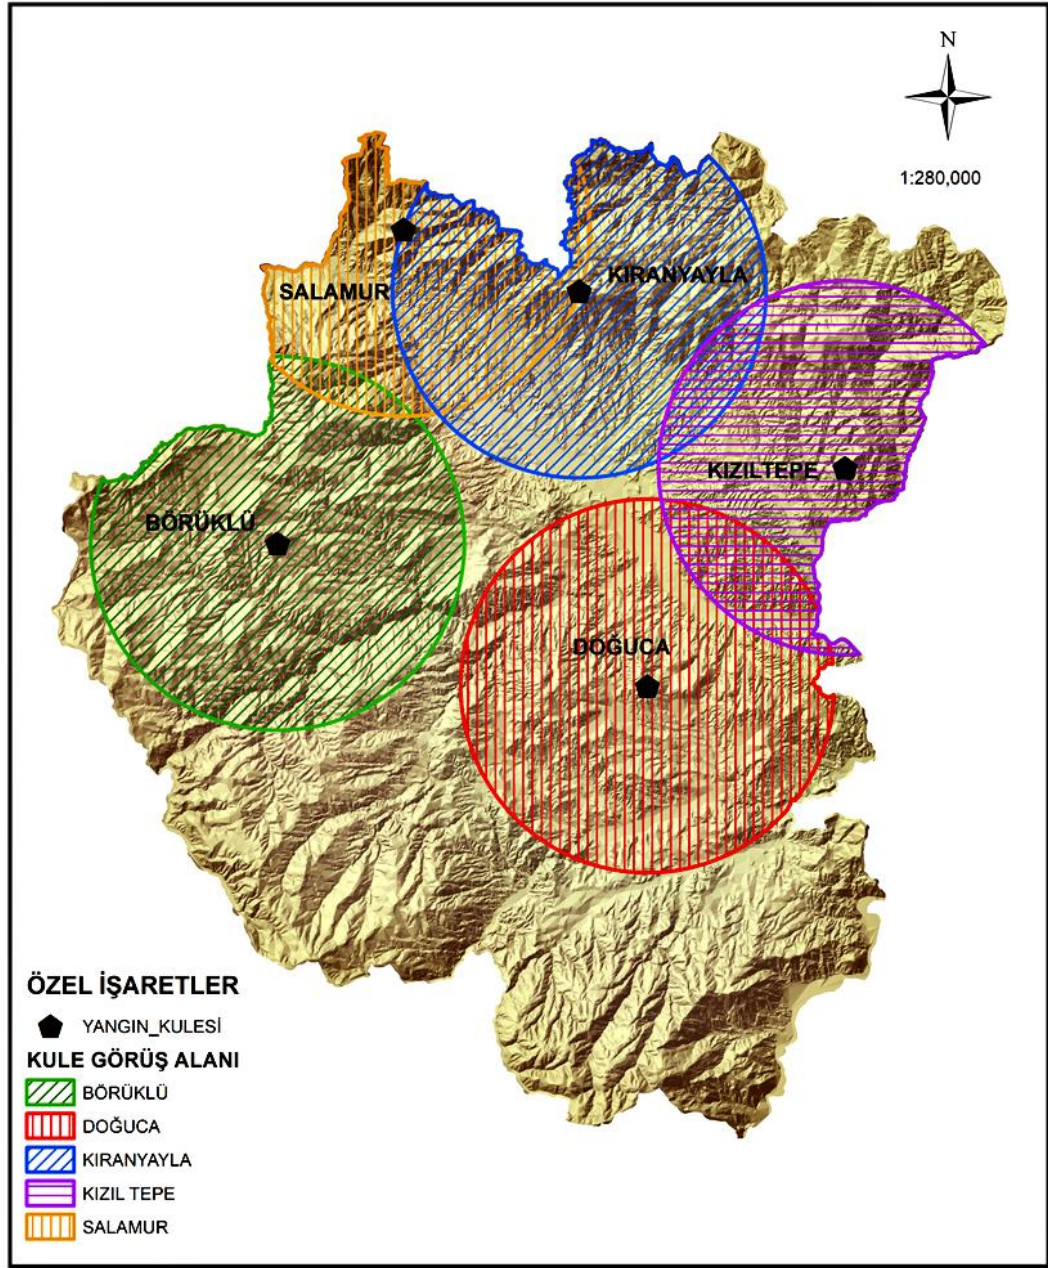 N
1:280,000
KIRANYAYLA
SALAMUR
KIZILTEPE
BÖRÜKLÜ
DOĞUCA
ÖZEL İŞARETLER
YANGIN_KULESİ
KULE GÖRÜŞ ALANI
BÖRÜKLÜ
DOĞUCA
KIRANYAYLA
KIZIL TEPE
SALAMUR